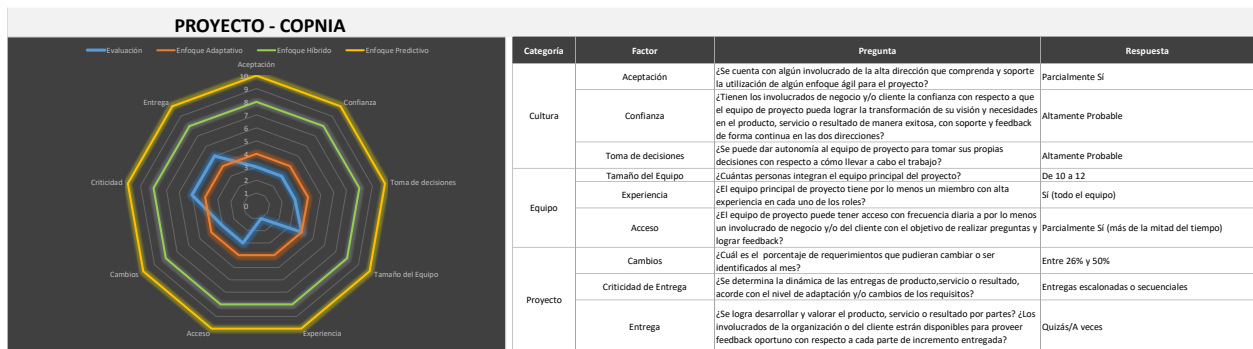 PROYECTO - COPNIA
Evaluación
Enfoque Adaptativo
Enfoque Híbrido
Enfoque Predictivo
Aceptación
Confianza
Toma de decisiones
Tamaño del Equipo
Experiencia
Acceso
Cambios
Criticidad
Entrega
10
9
8
7
6
5
4
3
2
1
0
Categoría Factor Pregunta Respuesta
Cultura
Aceptación
¿Se cuenta con algún involucrado de la alta dirección que comprenda y soporte
la utilización de algún enfoque ágil para el proyecto?
Parcialmente Sí
Confianza
¿Tienen los involucrados de negocio y/o cliente la confianza con respecto a que
el equipo de proyecto pueda lograr la transformación de su visión y necesidades
en el producto, servicio o resultado de manera exitosa, con soporte y feedback
de forma continua en las dos direcciones?
Altamente Probable
Toma de decisiones
¿Se puede dar autonomía al equipo de proyecto para tomar sus propias
decisiones con respecto a cómo llevar a cabo el trabajo?
Altamente Probable
Equipo
Tamaño del Equipo
¿Cuántas personas integran el equipo principal del proyecto?
De 10 a 12
Experiencia
¿El equipo principal de proyecto tiene por lo menos un miembro con alta
experiencia en cada uno de los roles?
Sí (todo el equipo)
Acceso
¿El equipo de proyecto puede tener acceso con frecuencia diaria a por lo menos
un involucrado de negocio y/o del cliente con el objetivo de realizar preguntas y
lograr feedback?
Parcialmente Sí (más de la mitad del tiempo)
Proyecto
Cambios
¿Cuál es el porcentaje de requerimientos que pudieran cambiar o ser
identificados al mes?
Entre 26% y 50%
Criticidad de Entrega
¿Se determina la dinámica de las entregas de producto,servicio o resultado,
acorde con el nivel de adaptación y/o cambios de los requisitos?
Entregas escalonadas o secuenciales
Entrega
¿Se logra desarrollar y valorar el producto, servicio o resultado por partes? ¿Los
involucrados de la organización o del cliente estarán disponibles para proveer
feedback oportuno con respecto a cada parte de incremento entregada?
Quizás/A veces